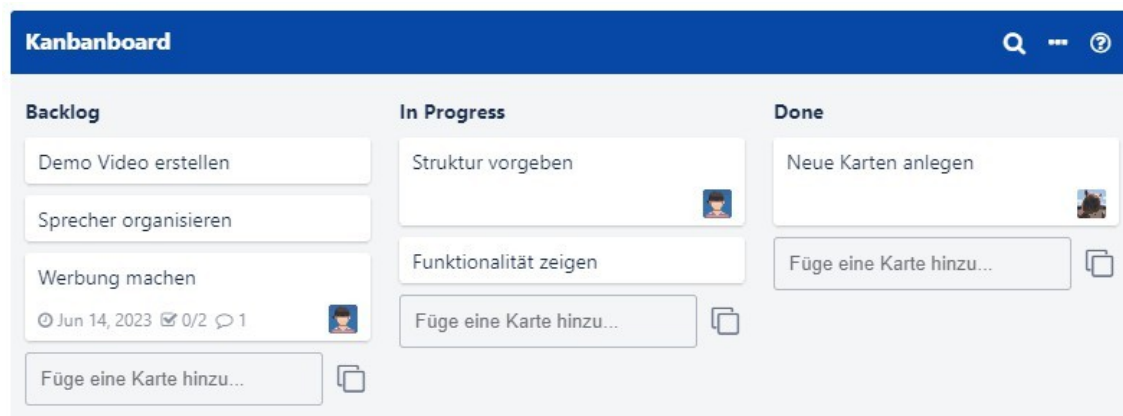 Kanbanboard
Backlog
Demo Video erstellen
Sprecher organisieren
Werbung machen
Jun 14, 2023 0/2 1
Füge eine Karte hinzu...
In Progress
Struktur vorgeben
Funktionalität zeigen
Füge eine Karte hinzu...
Done
Neue Karten anlegen
Füge eine Karte hinzu...